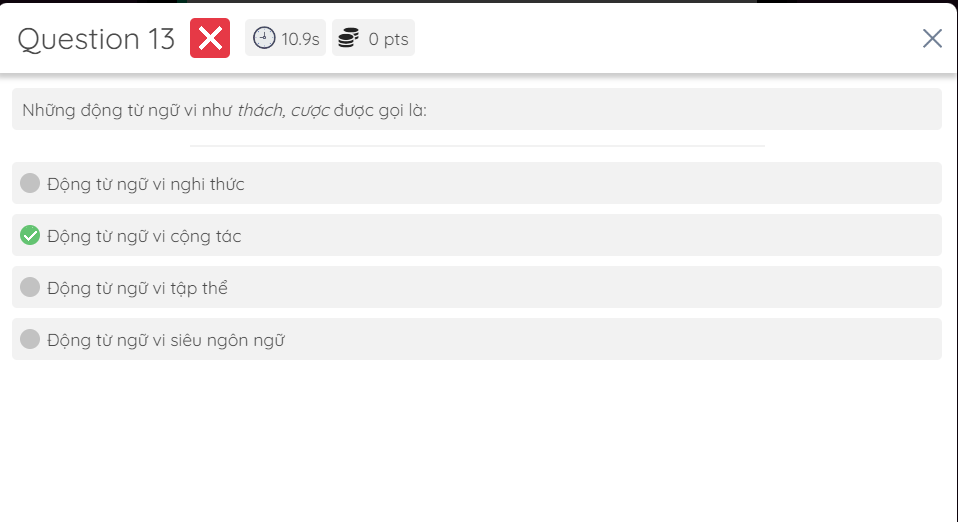 Question 13 10.9s 0 pts
Những động từ ngữ vi như thách, cược được gọi là:
Động từ ngữ vi nghi thức
Động từ ngữ vi cộng tác
Động từ ngữ vi tập thể
Động từ ngữ vi siêu ngôn ngữ